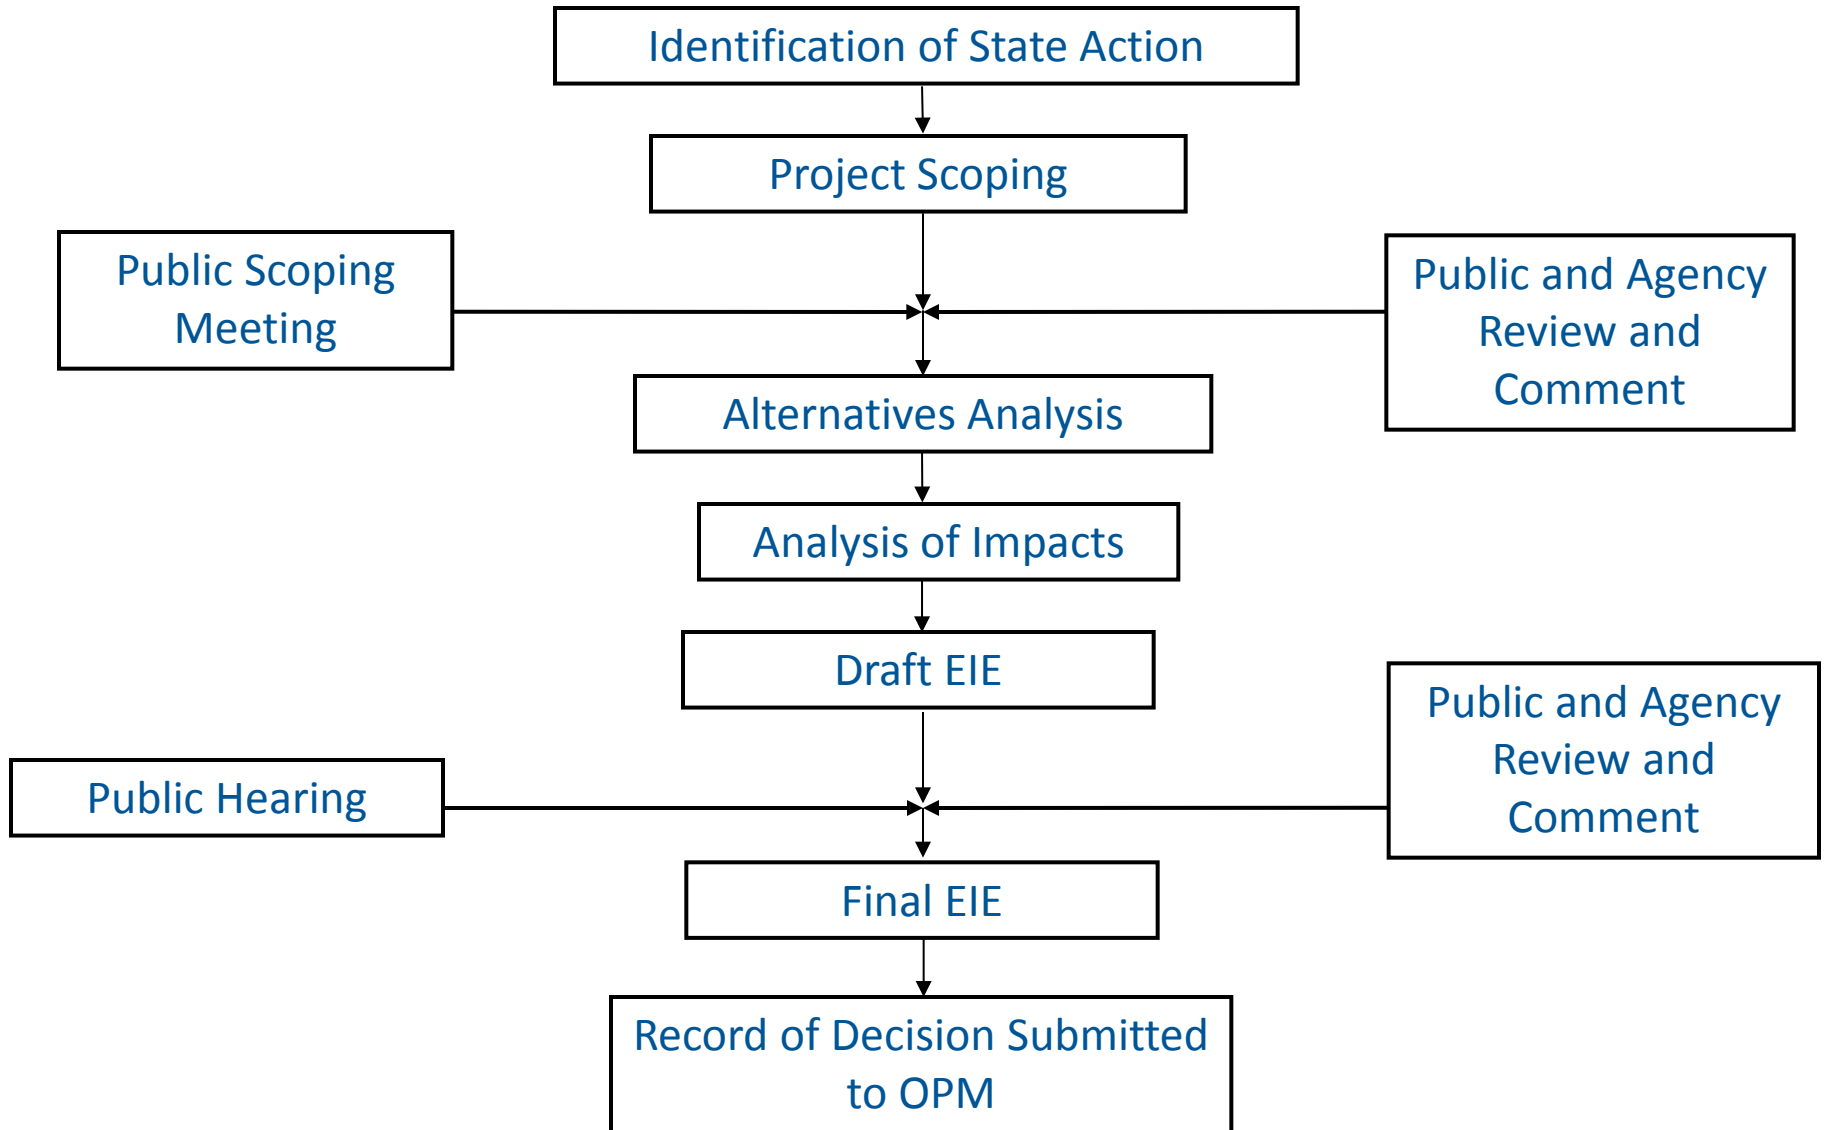 Identification of State Action
Project Scoping
Public Scoping
Meeting
Public and Agency
Review and
Comment
Alternatives Analysis
Analysis of Impacts
Draft EIE
Public and Agency
Review and
Comment
Public Hearing
Final EIE
Record of Decision Submitted
to OPM